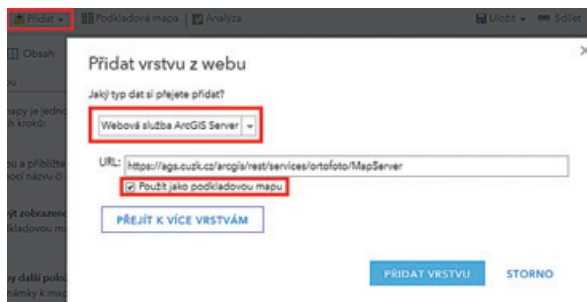 Přidat
Podkladová mapa
Analýza
Uložit
Sdílet
Obsah
Přidat vrstvu z webu
Jaký typ dat si přejete přidat?
Webová služba ArcGIS Server
URL: https://ags.cuzk.cz/arcgis/rest/services/ortofoto/MapServer
Použít jako podkladovou mapu
PŘEJÍT K VÍCE VRSTVÁM
PŘIDAT VRSTVU
STORNO